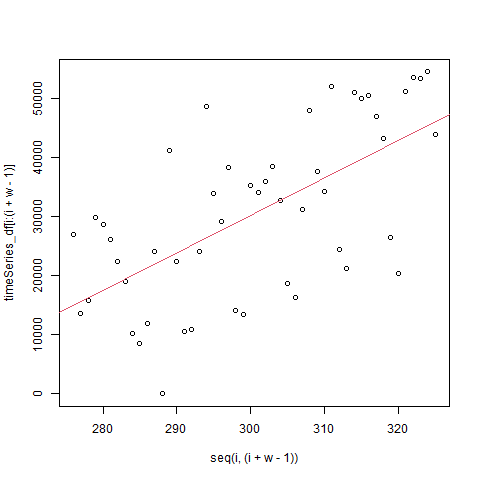 timeSeries_df[i:(i + w - 1)]
50000
40000
30000
20000
10000
0
280 290 300 310 320
seq(i, (i + w - 1))